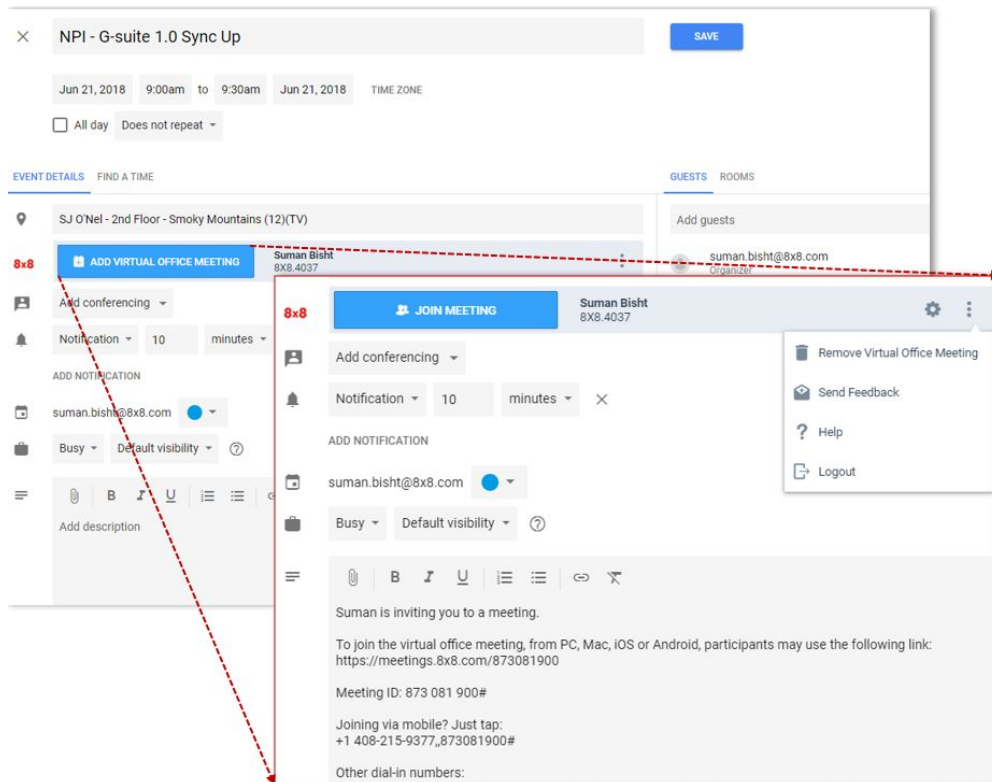 NPI - G-suite 1.0 Sync Up
SAVE
Jun 21, 2018 9:00am to 9:30am Jun 21, 2018 TIME ZONE
All day Does not repeat
EVENT DETAILS FIND A TIME
GUESTS ROOMS
SJ O'Nel - 2nd Floor - Smoky Mountains (12)(TV)
Add guests
8x8 ADD VIRTUAL OFFICE MEETING
Suman Bisht
8X8.4037
suman.bisht@8x8.com
Organizer
Add conferencing
Notification 10 minutes
ADD NOTIFICATION
suman.bisht@8x8.com
Busy Default visibility
B I U
Add description
8x8 JOIN MEETING
Suman Bisht
8X8.4037
Remove Virtual Office Meeting
Send Feedback
Help
Logout
Add conferencing
Notification 10 minutes
ADD NOTIFICATION
suman.bisht@8x8.com
Busy Default visibility
B I U
Suman is inviting you to a meeting.
To join the virtual office meeting, from PC, Mac, iOS or Android, participants may use the following link:
https://meetings.8x8.com/873081900
Meeting ID: 873 081 900#
Joining via mobile? Just tap:
+1 408-215-9377,,873081900#
Other dial-in numbers: